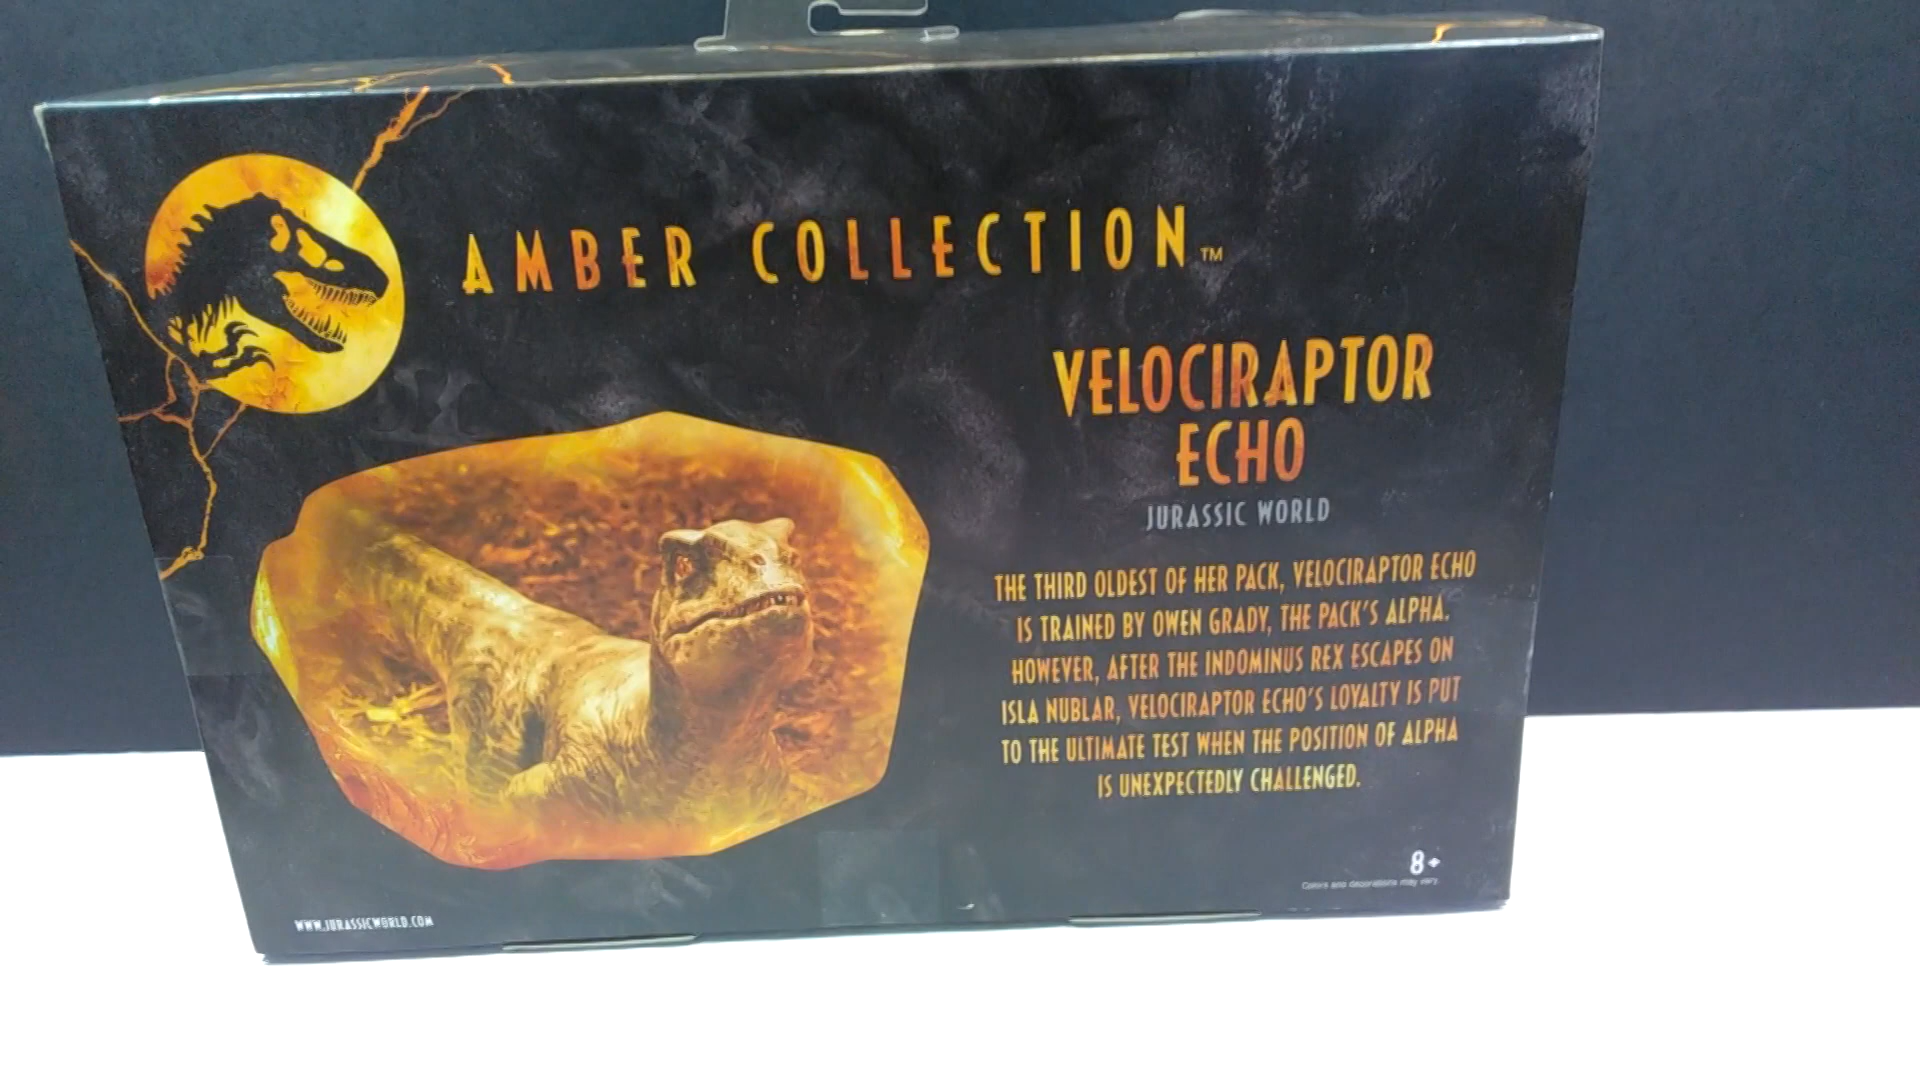 AMBER COLLECTION™
VELOCIRAPTOR
ECHO
JURASSIC WORLD
THE THIRD OLDEST OF HER PACK, VELOCIRAPTOR ECHO
IS TRAINED BY OWEN GRADY, THE PACK'S ALPHA.
HOWEVER, AFTER THE INDOMINUS REX ESCAPES ON
ISLA NUBLAR, VELOCIRAPTOR ECHO'S LOYALTY IS PUT
TO THE ULTIMATE TEST WHEN THE POSITION OF ALPHA
IS UNEXPECTEDLY CHALLENGED.
8+
Colors and decorations may vary.
WWW.JURASSICWORLD.COM